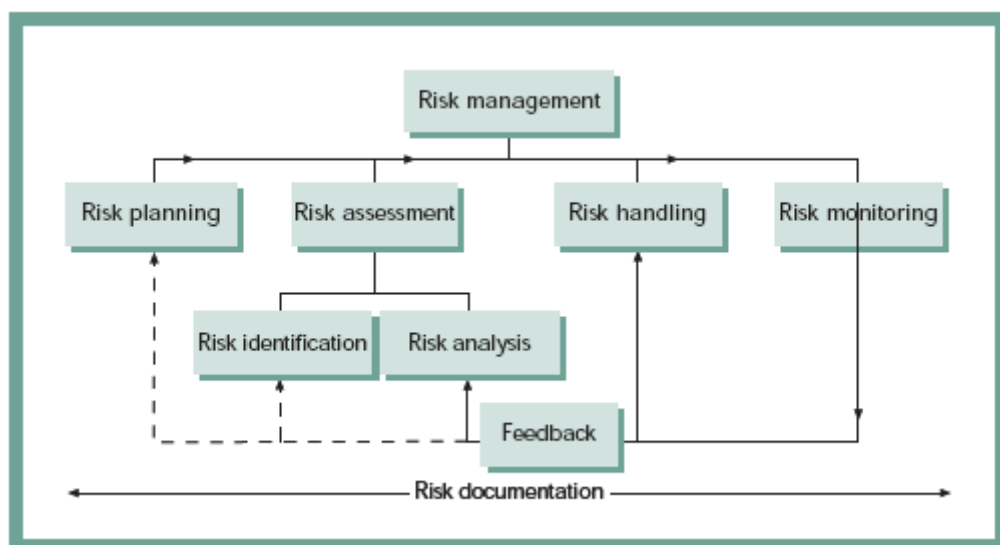 Risk management
Risk planning
Risk assessment
Risk handling
Risk monitoring
Risk identification
Risk analysis
Feedback
Risk documentation